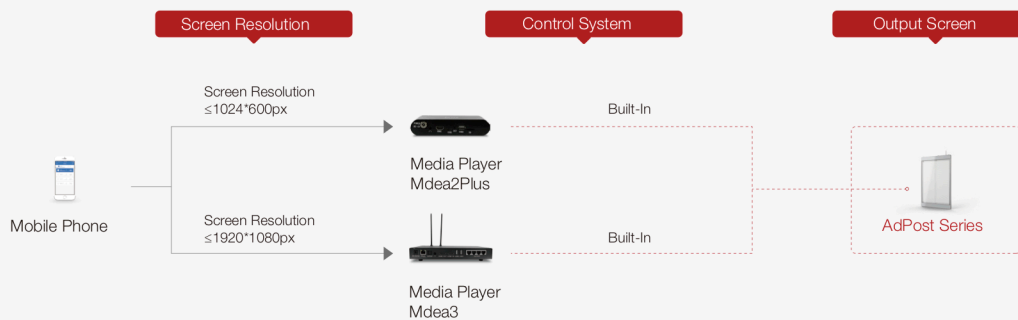 Screen Resolution
Control System
Output Screen
Screen Resolution
≤1024*600px
Built-In
Media Player
Mdea2Plus
Mobile Phone
Screen Resolution
≤1920*1080px
Built-In
AdPost Series
Media Player
Mdea3